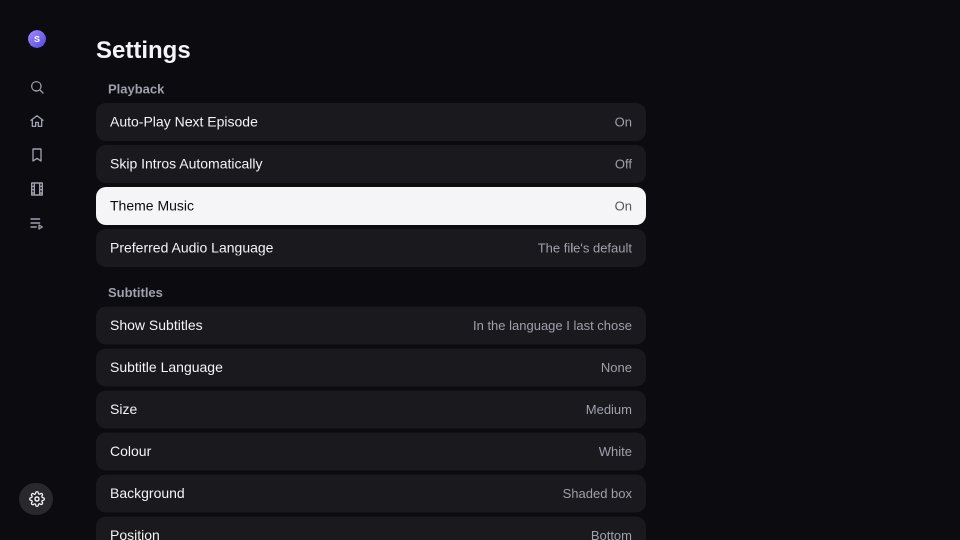 S
Settings
Playback
Auto-Play Next Episode On
Skip Intros Automatically Off
Theme Music On
Preferred Audio Language The file's default
Subtitles
Show Subtitles In the language I last chose
Subtitle Language None
Size Medium
Colour White
Background Shaded box
Position Bottom